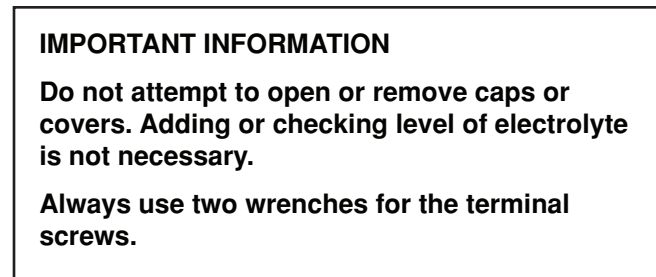 IMPORTANT INFORMATION
Do not attempt to open or remove caps or
covers. Adding or checking level of electrolyte
is not necessary.
Always use two wrenches for the terminal
screws.